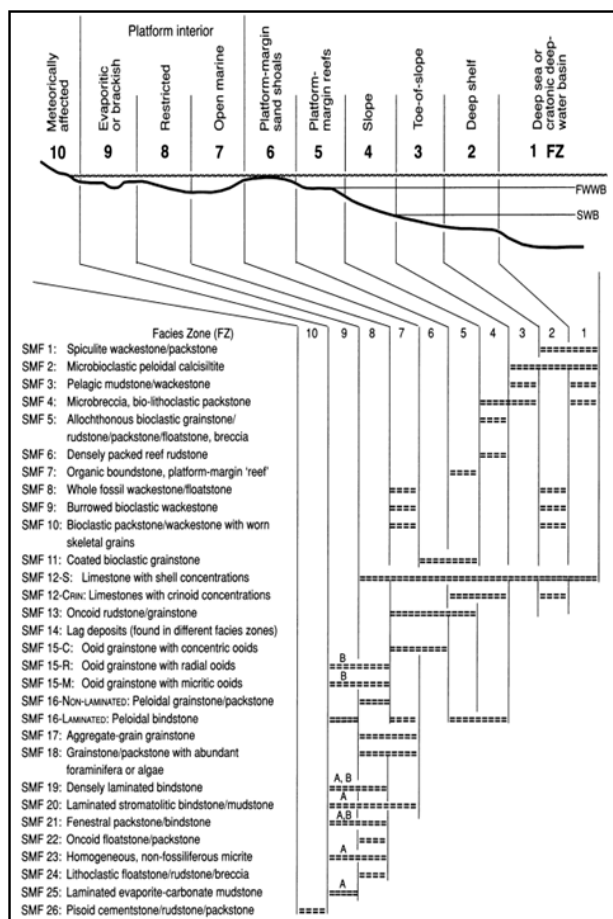 Platform interior
Meteorically affected
Evaporitic or brackish
Restricted
Open marine
Platform-margin sand shoals
Platform-margin reefs
Slope
Toe-of-slope
Deep shelf
Deep sea or cratonic deep-water basin
10 9 8 7 6 5 4 3 2 1 FZ
FWWB
SWB
Facies Zone (FZ) 10 9 8 7 6 5 4 3 2 1
SMF 1: Spiculite wackestone/packstone
SMF 2: Microbioclastic peloidal calcisiltite
SMF 3: Pelagic mudstone/wackestone
SMF 4: Microbreccia, bio-lithoclastic packstone
SMF 5: Allochthonous bioclastic grainstone/
rudstone/packstone/floatstone, breccia
SMF 6: Densely packed reef rudstone
SMF 7: Organic boundstone, platform-margin 'reef'
SMF 8: Whole fossil wackestone/floatstone
SMF 9: Burrowed bioclastic wackestone
SMF 10: Bioclastic packstone/wackestone with worn
skeletal grains
SMF 11: Coated bioclastic grainstone
SMF 12-S: Limestone with shell concentrations
SMF 12-CRIN: Limestones with crinoid concentrations
SMF 13: Oncoid rudstone/grainstone
SMF 14: Lag deposits (found in different facies zones)
SMF 15-C: Ooid grainstone with concentric ooids
B
SMF 15-R: Ooid grainstone with radial ooids
B
SMF 15-M: Ooid grainstone with micritic ooids
SMF 16-NON-LAMINATED: Peloidal grainstone/packstone
SMF 16-LAMINATED: Peloidal bindstone
SMF 17: Aggregate-grain grainstone
SMF 18: Grainstone/packstone with abundant
foraminifera or algae
A, B
SMF 19: Densely laminated bindstone
A
SMF 20: Laminated stromatolitic bindstone/mudstone
A,B
SMF 21: Fenestral packstone/bindstone
SMF 22: Oncoid floatstone/packstone
A
SMF 23: Homogeneous, non-fossiliferous micrite
SMF 24: Lithoclastic floatstone/rudstone/breccia
A
SMF 25: Laminated evaporite-carbonate mudstone
SMF 26: Pisoid cementstone/rudstone/packstone